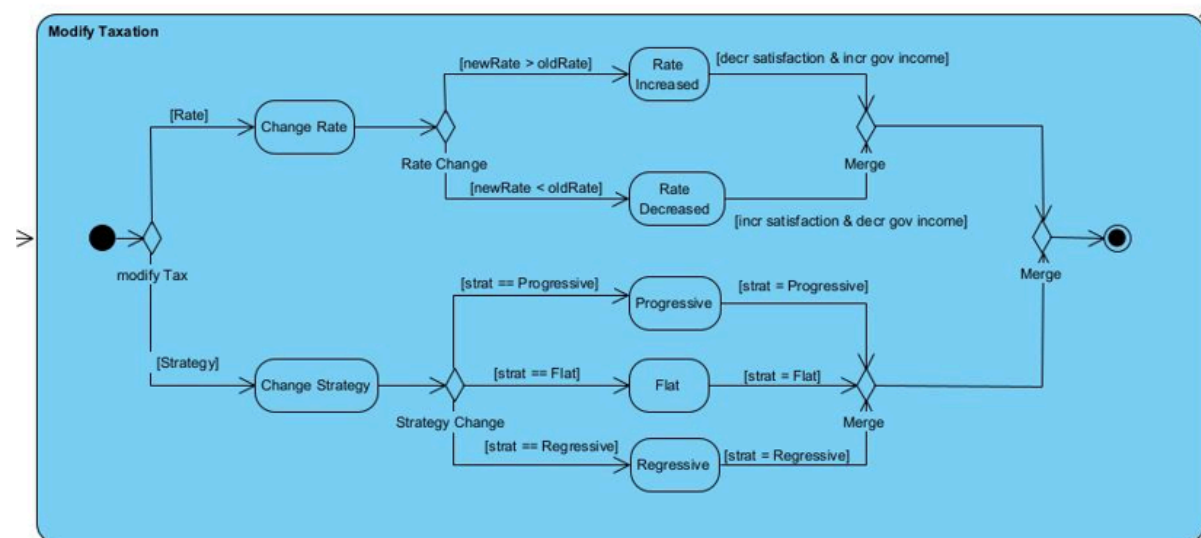 Modify Taxation
[newRate > oldRate]
Rate
Increased
[decr satisfaction & incr gov income]
[Rate]
Change Rate
Rate Change
Merge
[newRate < oldRate]
Rate
Decreased
[incr satisfaction & decr gov income]
modify Tax
Merge
[strat == Progressive]
Progressive
[strat = Progressive]
[Strategy]
Change Strategy
[strat == Flat]
Flat
[strat = Flat]
Strategy Change
Merge
[strat == Regressive]
Regressive
[strat = Regressive]